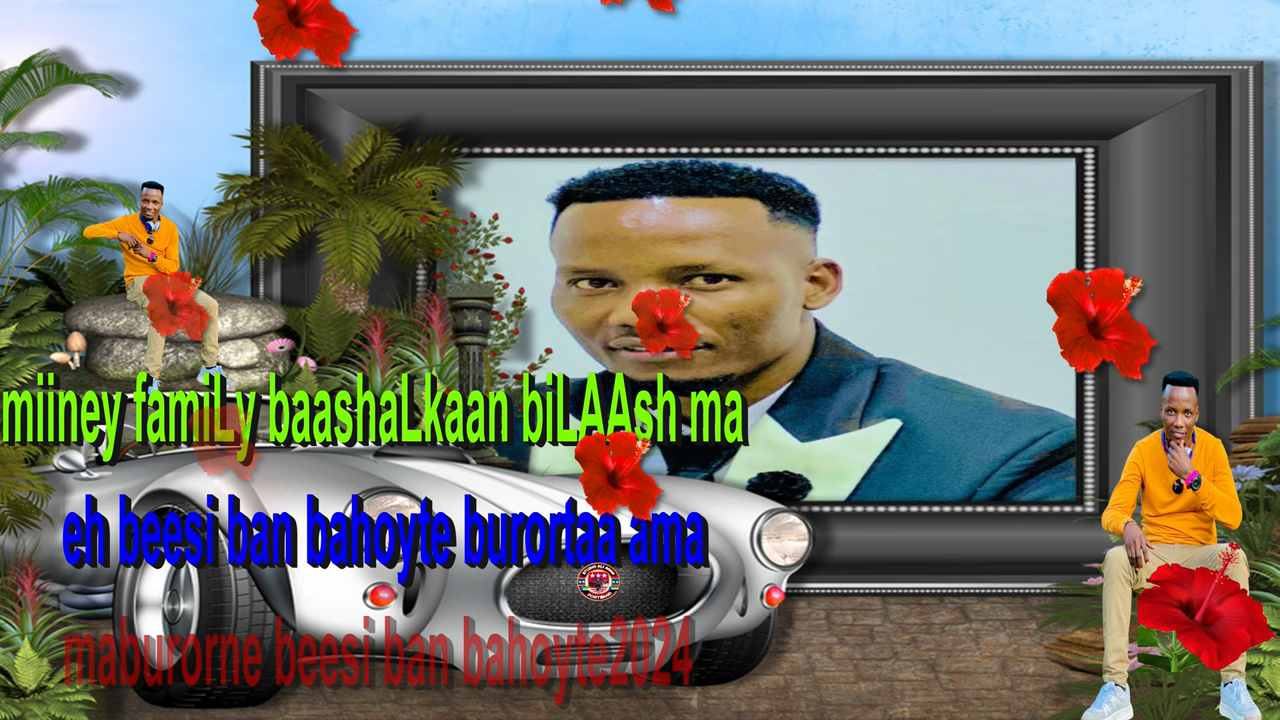 miiney famiLy baashaLkaan biLAAsh ma
eh beesi ban bahoyte burortaa ama
maburorne beesi ban bahoyte2024